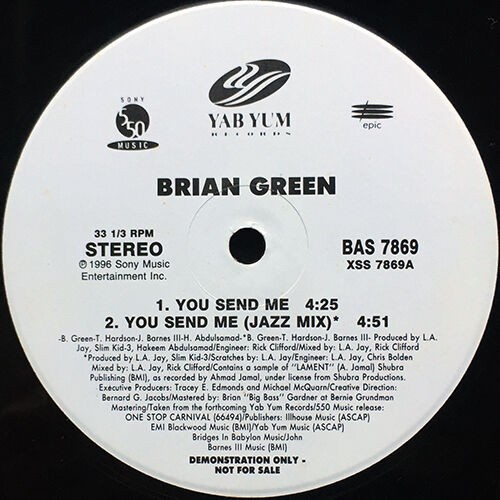 SONY
550
MUSIC
YAB YUM
RECORDS
epic
BRIAN GREEN
33 1/3 RPM
STEREO
℗ 1996 Sony Music
Entertainment Inc.
BAS 7869
XSS 7869A
1. YOU SEND ME 4:25
2. YOU SEND ME (JAZZ MIX)* 4:51
-B. Green-T. Hardson-J. Barnes III-H. Abdulsamad-*B. Green-T. Hardson-J. Barnes III- Produced by L.A.
Jay, Slim Kid-3, Hakeem Abdulsamad/Engineer: Rick Clifford/Mixed by: L.A. Jay, Rick Clifford
*Produced by L.A. Jay, Slim Kid-3/Scratches by: L.A. Jay/Engineer: L.A. Jay, Chris Bolden
Mixed by: L.A. Jay, Rick Clifford/Contains a sample of "LAMENT" (A. Jamal) Shubra
Publishing (BMI), as recorded by Ahmad Jamal, under license from Shubra Productions.
Executive Producers: Tracey E. Edmonds and Michael McQuarn/Creative Direction:
Bernard G. Jacobs/Mastered by: Brian "Big Bass" Gardner at Bernie Grundman
Mastering/Taken from the forthcoming Yab Yum Records/550 Music release:
ONE STOP CARNIVAL (66494)/Publishers: Illhouse Music (ASCAP)
EMI Blackwood Music (BMI)/Yab Yum Music (ASCAP)
Bridges In Babylon Music/John
Barnes III Music (BMI)
DEMONSTRATION ONLY -
NOT FOR SALE